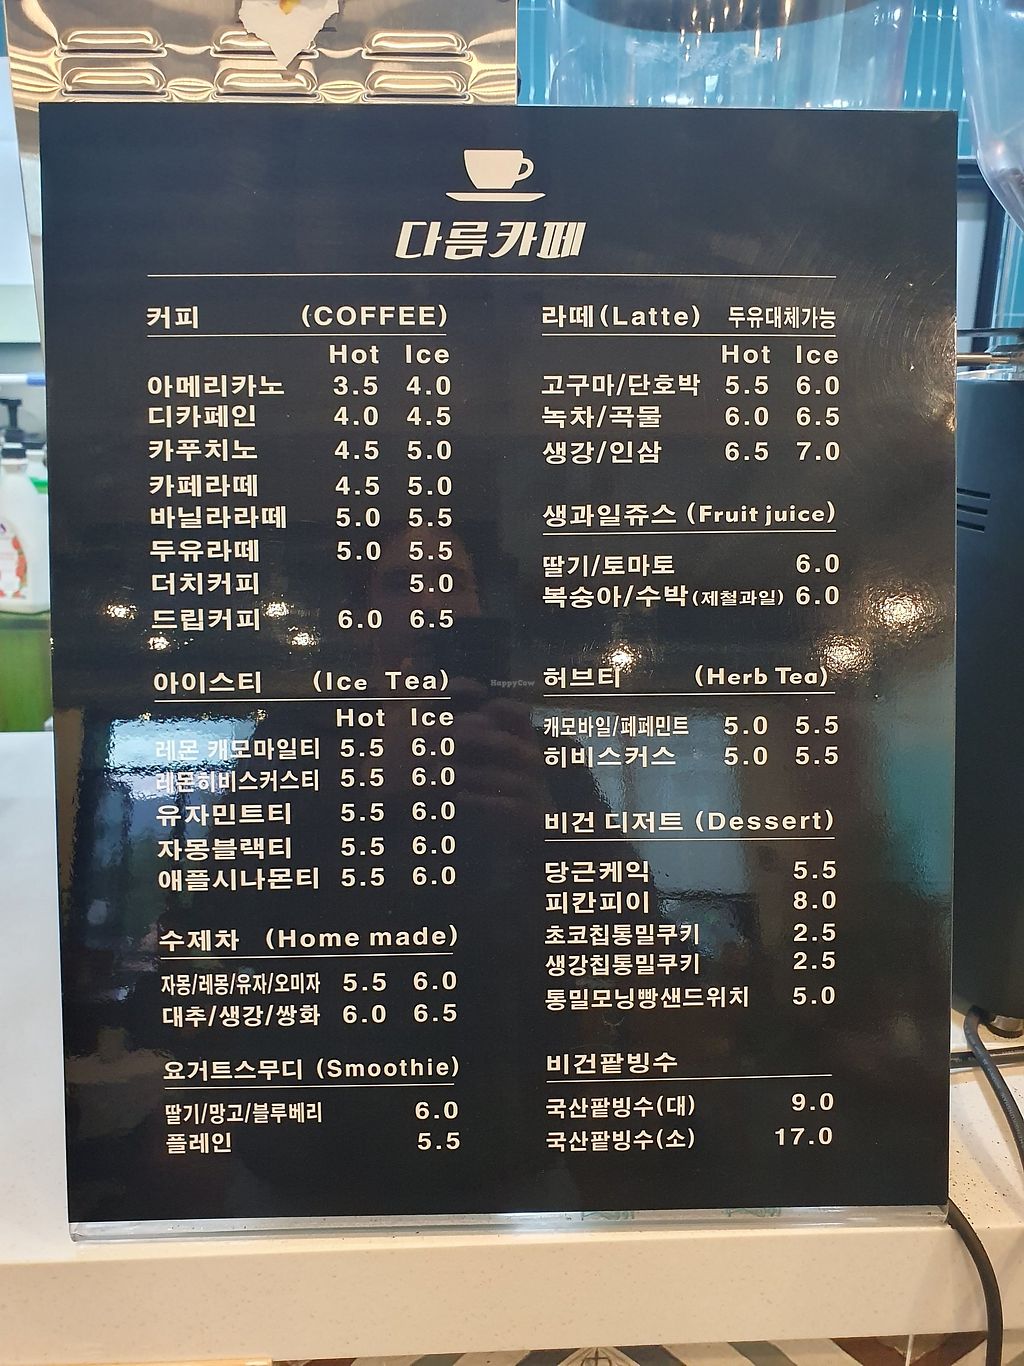 다름카페
커피 (COFFEE)
Hot Ice
아메리카노 3.5 4.0
디카페인 4.0 4.5
카푸치노 4.5 5.0
카페라떼 4.5 5.0
바닐라라떼 5.0 5.5
두유라떼 5.0 5.5
더치커피 5.0
드립커피 6.0 6.5
아이스티 (Ice Tea)
Hot Ice
레몬 캐모마일티 5.5 6.0
레몬히비스커스티 5.5 6.0
유자민트티 5.5 6.0
자몽블랙티 5.5 6.0
애플시나몬티 5.5 6.0
수제차 (Home made)
자몽/레몽/유자/오미자 5.5 6.0
대추/생강/쌍화 6.0 6.5
요거트스무디 (Smoothie)
딸기/망고/블루베리 6.0
플레인 5.5
라떼(Latte) 두유대체가능
Hot Ice
고구마/단호박 5.5 6.0
녹차/곡물 6.0 6.5
생강/인삼 6.5 7.0
생과일쥬스 (Fruit juice)
딸기/토마토 6.0
복숭아/수박(제철과일) 6.0
허브티 (Herb Tea)
캐모바일/페페민트 5.0 5.5
히비스커스 5.0 5.5
비건 디저트 (Dessert)
당근케익 5.5
피칸피이 8.0
초코칩통밀쿠키 2.5
생강칩통밀쿠키 2.5
통밀모닝빵샌드위치 5.0
비건팥빙수
국산팥빙수(대) 9.0
국산팥빙수(소) 17.0
HappyCow